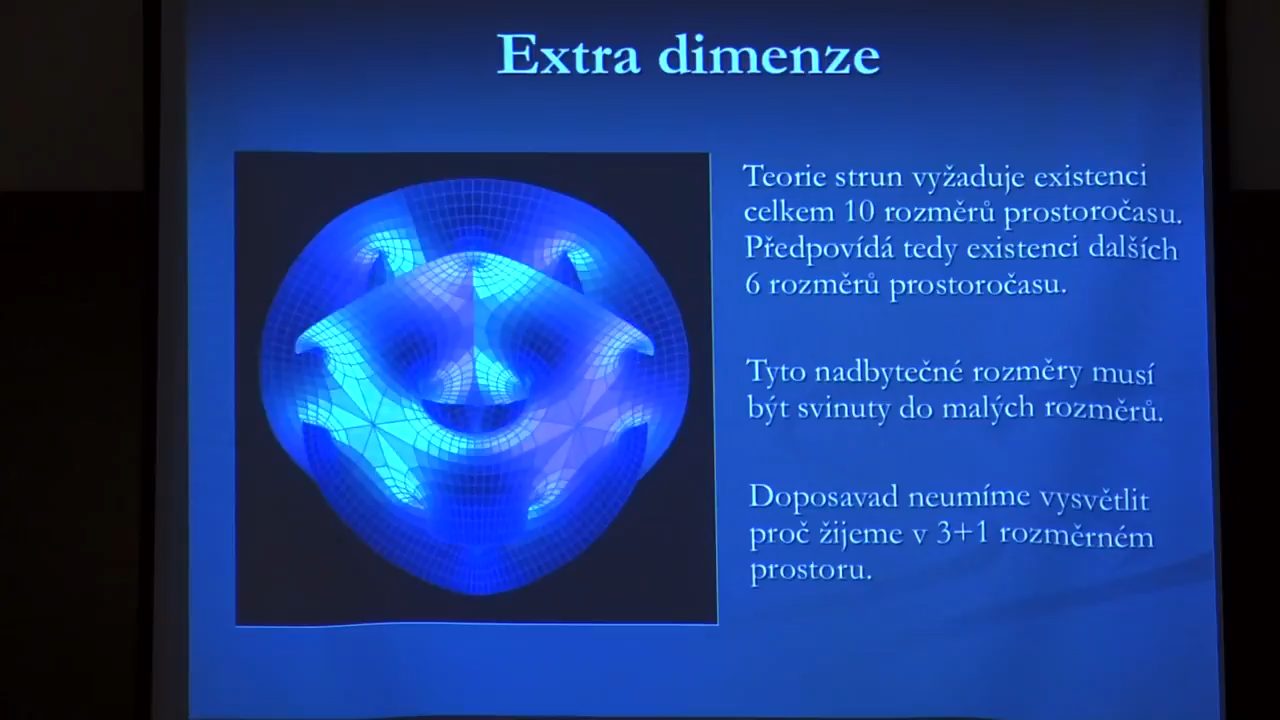 Extra dimenze
Teorie strun vyžaduje existenci
celkem 10 rozměrů prostoročasu.
Předpovídá tedy existenci dalších
6 rozměrů prostoročasu.
Tyto nadbytečné rozměry musí
být svinuty do malých rozměrů.
Doposavad neumíme vysvětlit
proč žijeme v 3+1 rozměrném
prostoru.